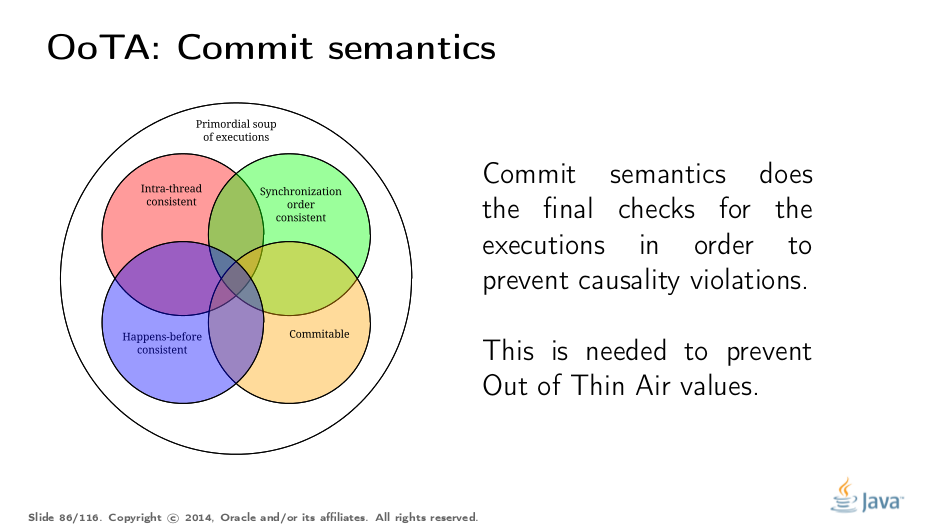 OoTA: Commit semantics
Primordial soup
of executions
Intra-thread
consistent
Synchronization
order
consistent
Happens-before
consistent
Commitable
Commit semantics does
the final checks for the
executions in order to
prevent causality violations.
This is needed to prevent
Out of Thin Air values.
Slide 86/116. Copyright © 2014, Oracle and/or its affiliates. All rights reserved.
Java™